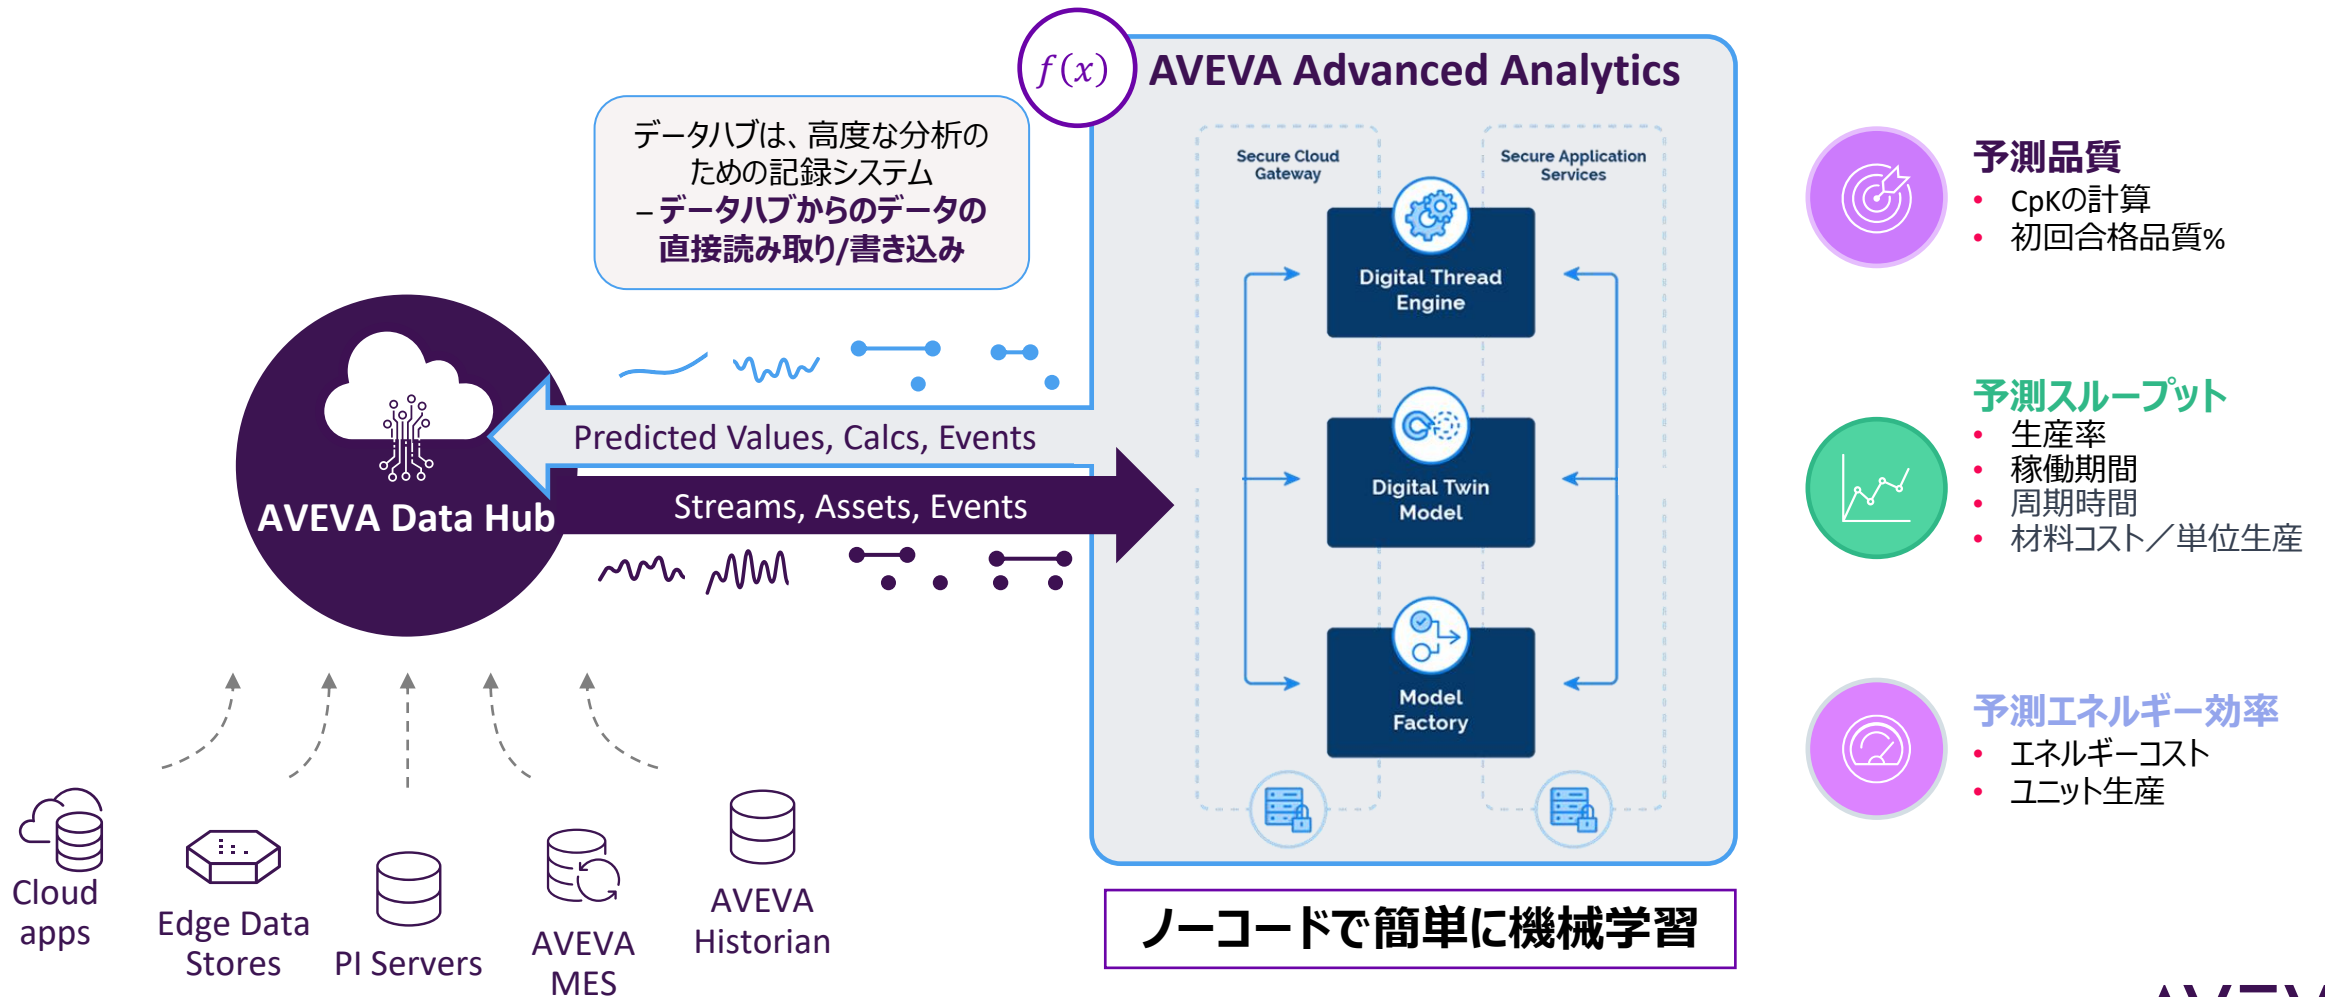 f(x)
AVEVA Advanced Analytics
データハブは、高度な分析の
ための記録システム
–データハブからのデータの
直接読み取り/書き込み
Secure Cloud
Gateway
Secure Application
Services
Digital Thread
Engine
Digital Twin
Model
Model
Factory
Predicted Values, Calcs, Events
Streams, Assets, Events
AVEVA Data Hub
Cloud
apps
Edge Data
Stores
PI Servers
AVEVA
MES
AVEVA
Historian
ノーコードで簡単に機械学習
予測品質
• CpKの計算
• 初回合格品質%
予測スループット
• 生産率
• 稼働期間
• 周期時間
• 材料コスト／単位生産
予測エネルギー効率
• エネルギーコスト
• ユニット生産